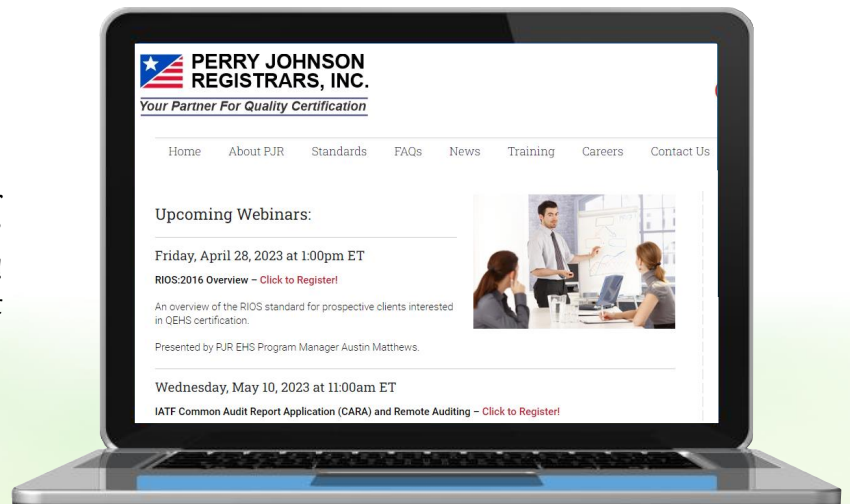 PERRY JOHNSON
REGISTRARS, INC.
Your Partner For Quality Certification
Home About PJR Standards FAQs News Training Careers Contact Us
Upcoming Webinars:
Friday, April 28, 2023 at 1:00pm ET
RIOS:2016 Overview – Click to Register!
An overview of the RIOS standard for prospective clients interested
in QEHS certification.
Presented by PJR EHS Program Manager Austin
Matthews.
Wednesday, May 10, 2023 at 11:00am ET
IATF Common Audit Report Application (CARA) and Remote Auditing – Click to Register!